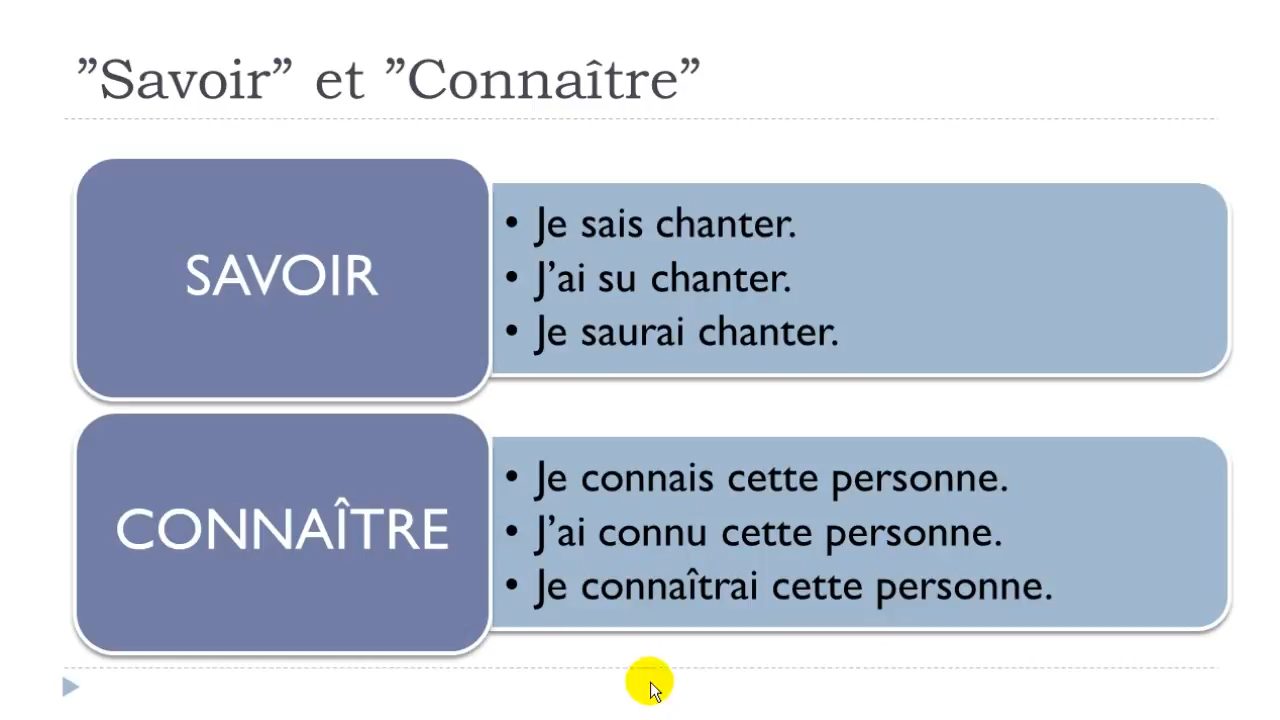 ”Savoir” et ”Connaître”
SAVOIR
• Je sais chanter.
• J’ai su chanter.
• Je saurai chanter.
CONNAÎTRE
• Je connais cette personne.
• J’ai connu cette personne.
• Je connaîtrai cette personne.